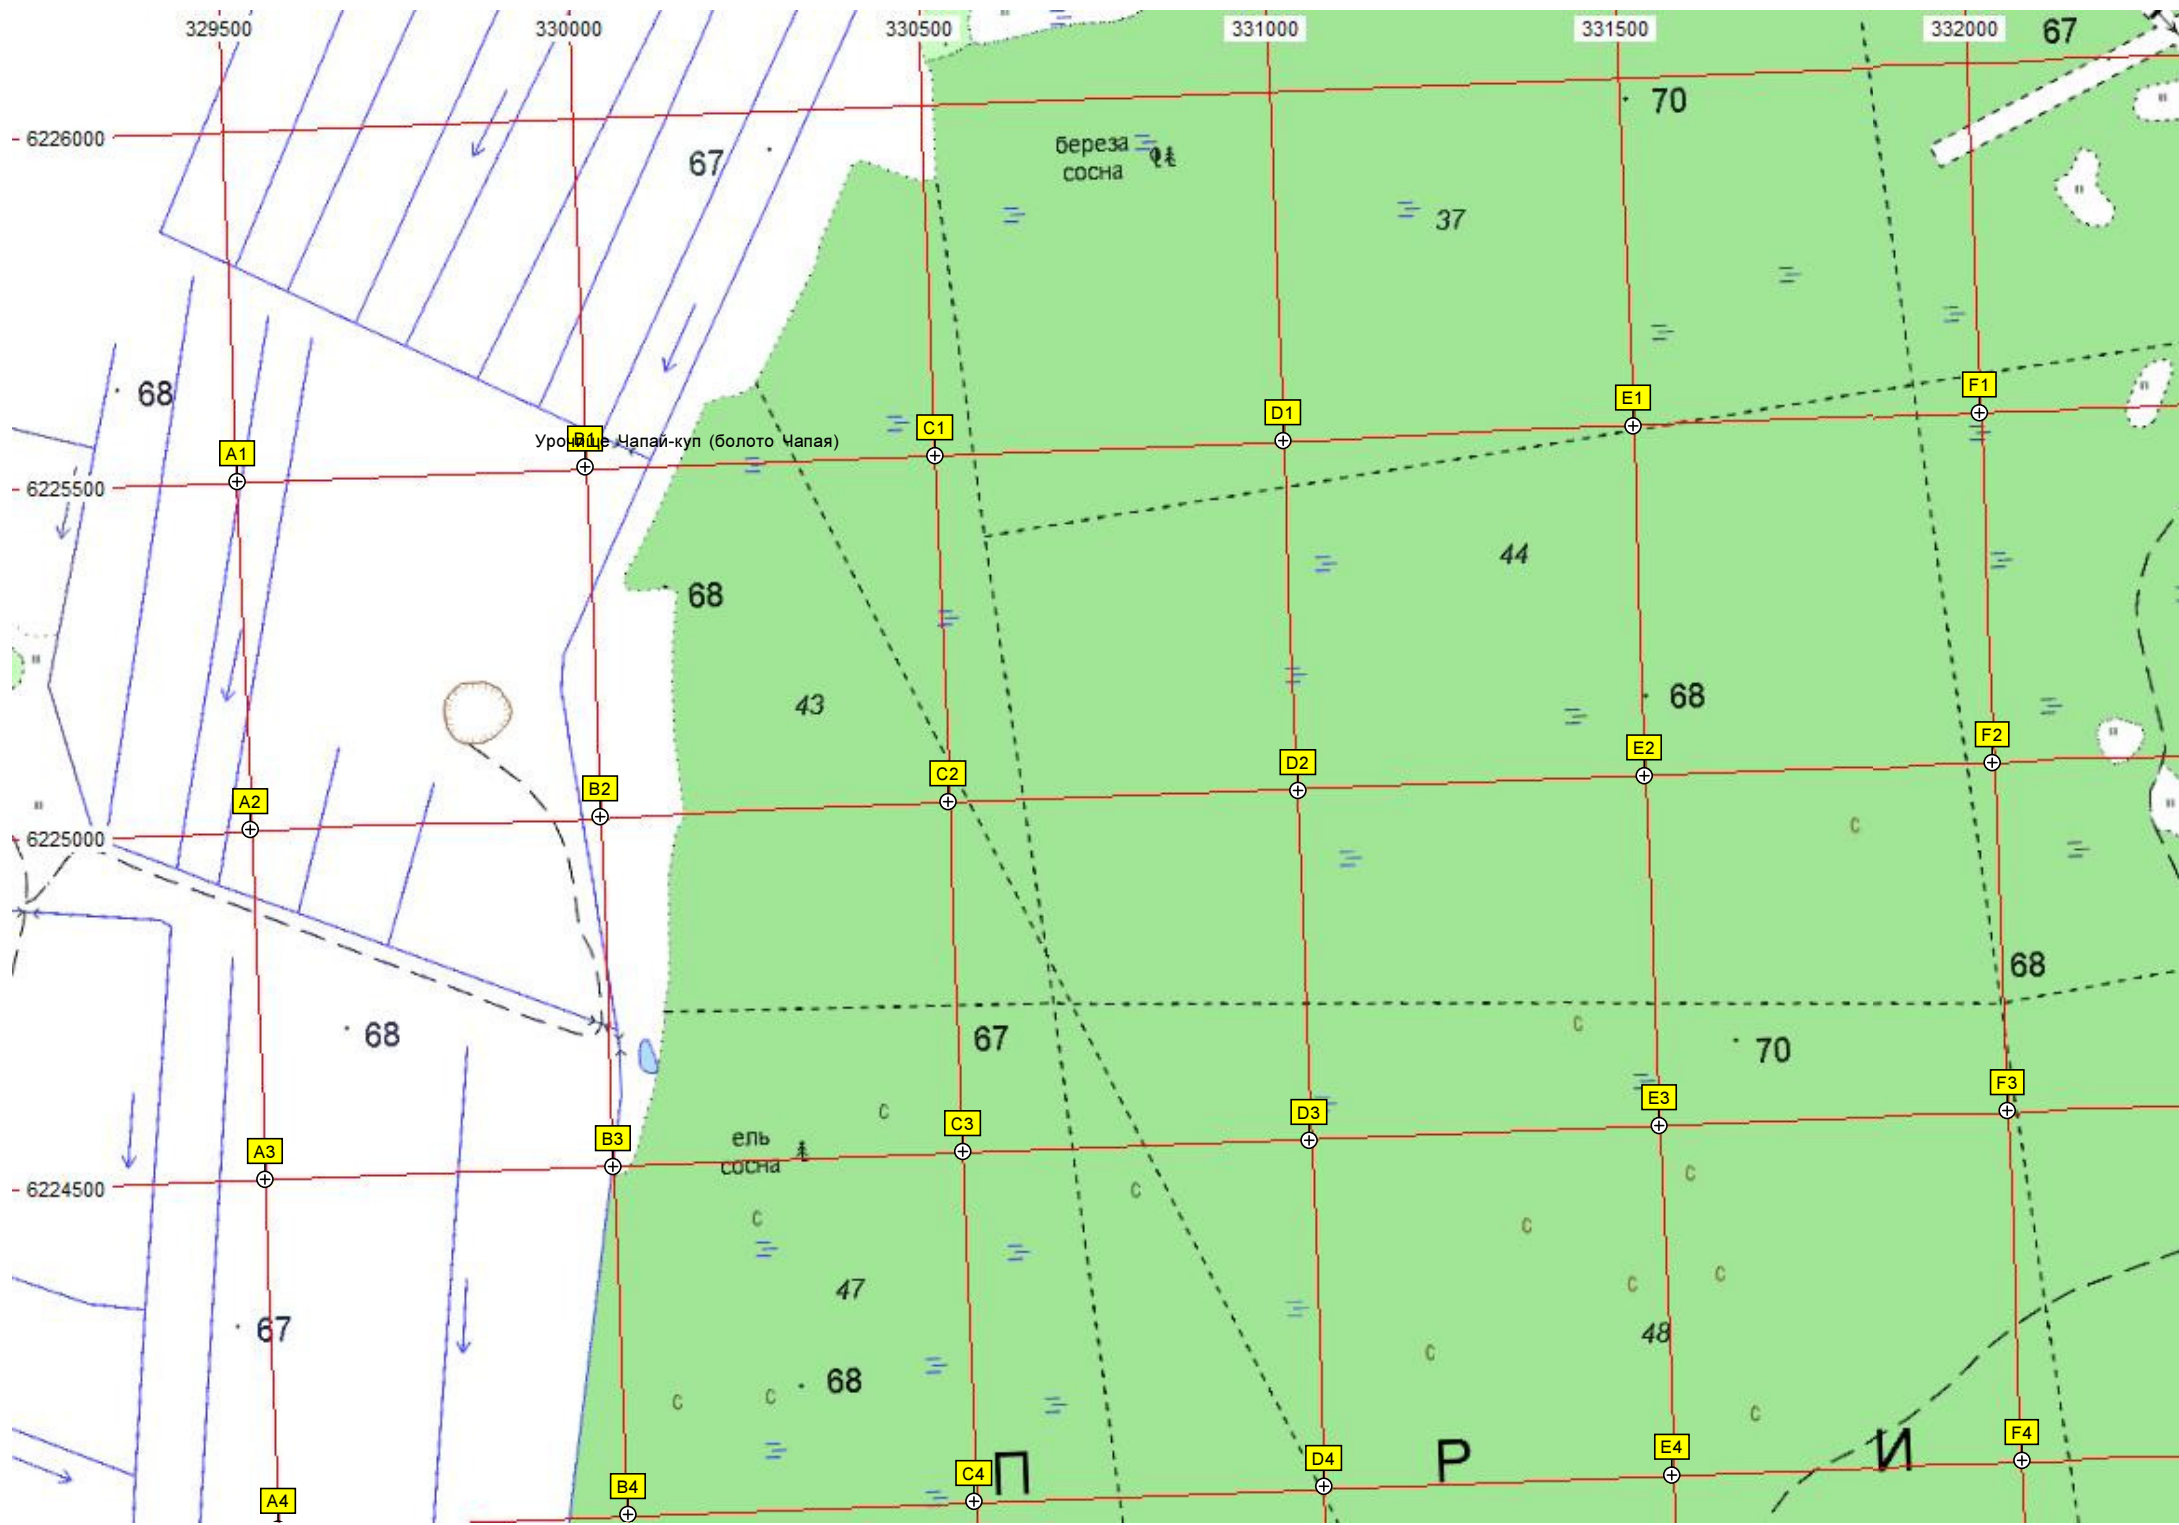 329500 330000 330500 331000 331500 332000 67
6226000
67
береза
сосна
70
37
68
A1
Урочище Чапай-куп (болото Чапая)
B1
C1
D1
E1
F1
6225500
68
44
43
68
A2
B2
C2
D2
E2
F2
6225000
с
68
68
67
70
с
с
6224500
A3
B3
ель
сосна
C3
D3
E3
F3
с
с
с
с
с
с
67
47
48
с
68
с
с
с
П
Р
И
A4
B4
C4
D4
E4
F4